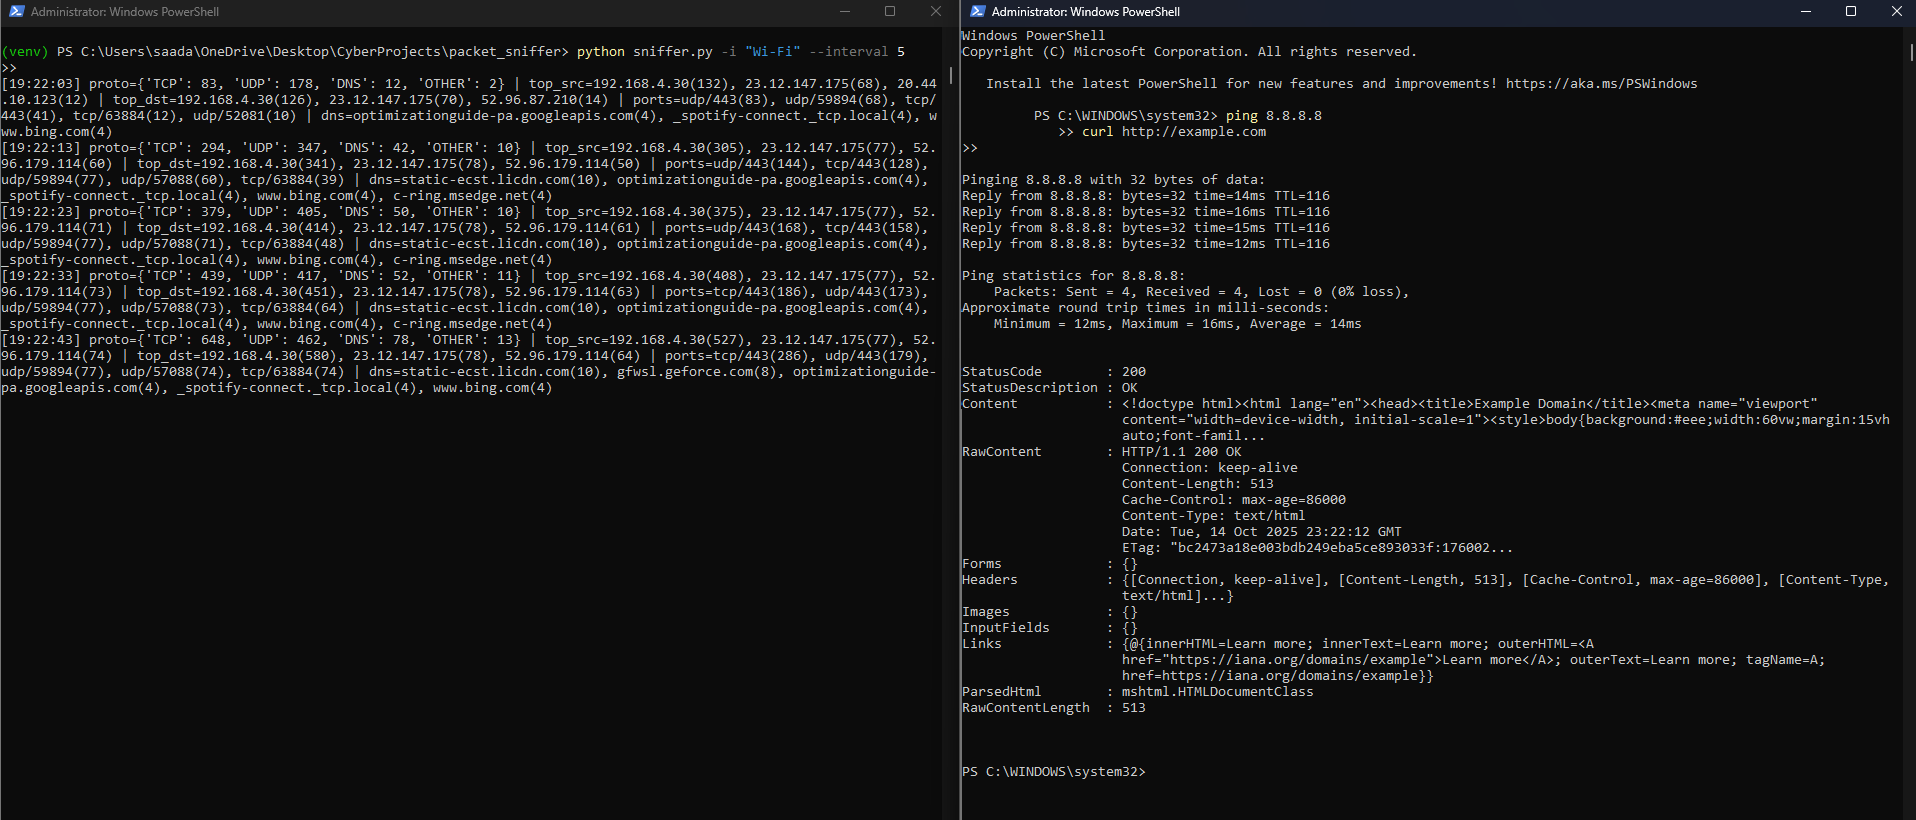 Administrator: Windows PowerShell
(venv) PS C:\Users\saada\OneDrive\Desktop\CyberProjects\packet_sniffer> python sniffer.py -i "Wi-Fi" --interval 5
>>
[19:22:03] proto={'TCP': 83, 'UDP': 178, 'DNS': 12, 'OTHER': 2} | top_src=192.168.4.30(132), 23.12.147.175(68), 20.44
.10.123(12) | top_dst=192.168.4.30(126), 23.12.147.175(70), 52.96.87.210(14) | ports=udp/443(83), udp/59894(68), tcp/
443(41), tcp/63884(12), udp/52081(10) | dns=optimizationguide-pa.googleapis.com(4), _spotify-connect._tcp.local(4), w
ww.bing.com(4)
[19:22:13] proto={'TCP': 294, 'UDP': 347, 'DNS': 42, 'OTHER': 10} | top_src=192.168.4.30(305), 23.12.147.175(77), 52.
96.179.114(60) | top_dst=192.168.4.30(341), 23.12.147.175(78), 52.96.179.114(50) | ports=udp/443(144), tcp/443(128),
udp/59894(77), udp/57088(60), tcp/63884(39) | dns=static-ecst.licdn.com(10), optimizationguide-pa.googleapis.com(4),
_spotify-connect._tcp.local(4), www.bing.com(4), c-ring.msedge.net(4)
[19:22:23] proto={'TCP': 379, 'UDP': 405, 'DNS': 50, 'OTHER': 10} | top_src=192.168.4.30(375), 23.12.147.175(77), 52.
96.179.114(71) | top_dst=192.168.4.30(414), 23.12.147.175(78), 52.96.179.114(61) | ports=udp/443(168), tcp/443(158),
udp/59894(77), udp/57088(71), tcp/63884(48) | dns=static-ecst.licdn.com(10), optimizationguide-pa.googleapis.com(4),
_spotify-connect._tcp.local(4), www.bing.com(4), c-ring.msedge.net(4)
[19:22:33] proto={'TCP': 439, 'UDP': 417, 'DNS': 52, 'OTHER': 11} | top_src=192.168.4.30(408), 23.12.147.175(77), 52.
96.179.114(73) | top_dst=192.168.4.30(451), 23.12.147.175(78), 52.96.179.114(63) | ports=tcp/443(186), udp/443(173),
udp/59894(77), udp/57088(73), tcp/63884(64) | dns=static-ecst.licdn.com(10), optimizationguide-pa.googleapis.com(4),
_spotify-connect._tcp.local(4), www.bing.com(4), c-ring.msedge.net(4)
[19:22:43] proto={'TCP': 648, 'UDP': 462, 'DNS': 78, 'OTHER': 13} | top_src=192.168.4.30(527), 23.12.147.175(77), 52.
96.179.114(74) | top_dst=192.168.4.30(580), 23.12.147.175(78), 52.96.179.114(64) | ports=tcp/443(286), udp/443(179),
udp/59894(77), udp/57088(74), tcp/63884(74) | dns=static-ecst.licdn.com(10), gfwsl.geforce.com(8), optimizationguide-
pa.googleapis.com(4), _spotify-connect._tcp.local(4), www.bing.com(4)
Administrator: Windows PowerShell
Windows PowerShell
Copyright (C) Microsoft Corporation. All rights reserved.
Install the latest PowerShell for new features and improvements! https://aka.ms/PSWindows
PS C:\WINDOWS\system32> ping 8.8.8.8
>> curl http://example.com
>>
Pinging 8.8.8.8 with 32 bytes of data:
Reply from 8.8.8.8: bytes=32 time=14ms TTL=116
Reply from 8.8.8.8: bytes=32 time=16ms TTL=116
Reply from 8.8.8.8: bytes=32 time=15ms TTL=116
Reply from 8.8.8.8: bytes=32 time=12ms TTL=116
Ping statistics for 8.8.8.8:
Packets: Sent = 4, Received = 4, Lost = 0 (0% loss),
Approximate round trip times in milli-seconds:
Minimum = 12ms, Maximum = 16ms, Average = 14ms
StatusCode : 200
StatusDescription : OK
Content : <!doctype html><html lang="en"><head><title>Example Domain</title><meta name="viewport"
content="width=device-width, initial-scale=1"><style>body{background:#eee;width:60vw;margin:15vh
auto;font-famil...
RawContent : HTTP/1.1 200 OK
Connection: keep-alive
Content-Length: 513
Cache-Control: max-age=86000
Content-Type: text/html
Date: Tue, 14 Oct 2025 23:22:12 GMT
ETag: "bc2473a18e003bdb249eba5ce893033f:176002...
Forms : {}
Headers : {[Connection, keep-alive], [Content-Length, 513], [Cache-Control, max-age=86000], [Content-Type,
text/html]...}
Images : {}
InputFields : {}
Links : {@{innerHTML=Learn more; innerText=Learn more; outerHTML=<A
href="https://iana.org/domains/example">Learn more</A>; outerText=Learn more; tagName=A;
href=https://iana.org/domains/example}}
ParsedHtml : mshtml.HTMLDocumentClass
RawContentLength : 513
PS C:\WINDOWS\system32>